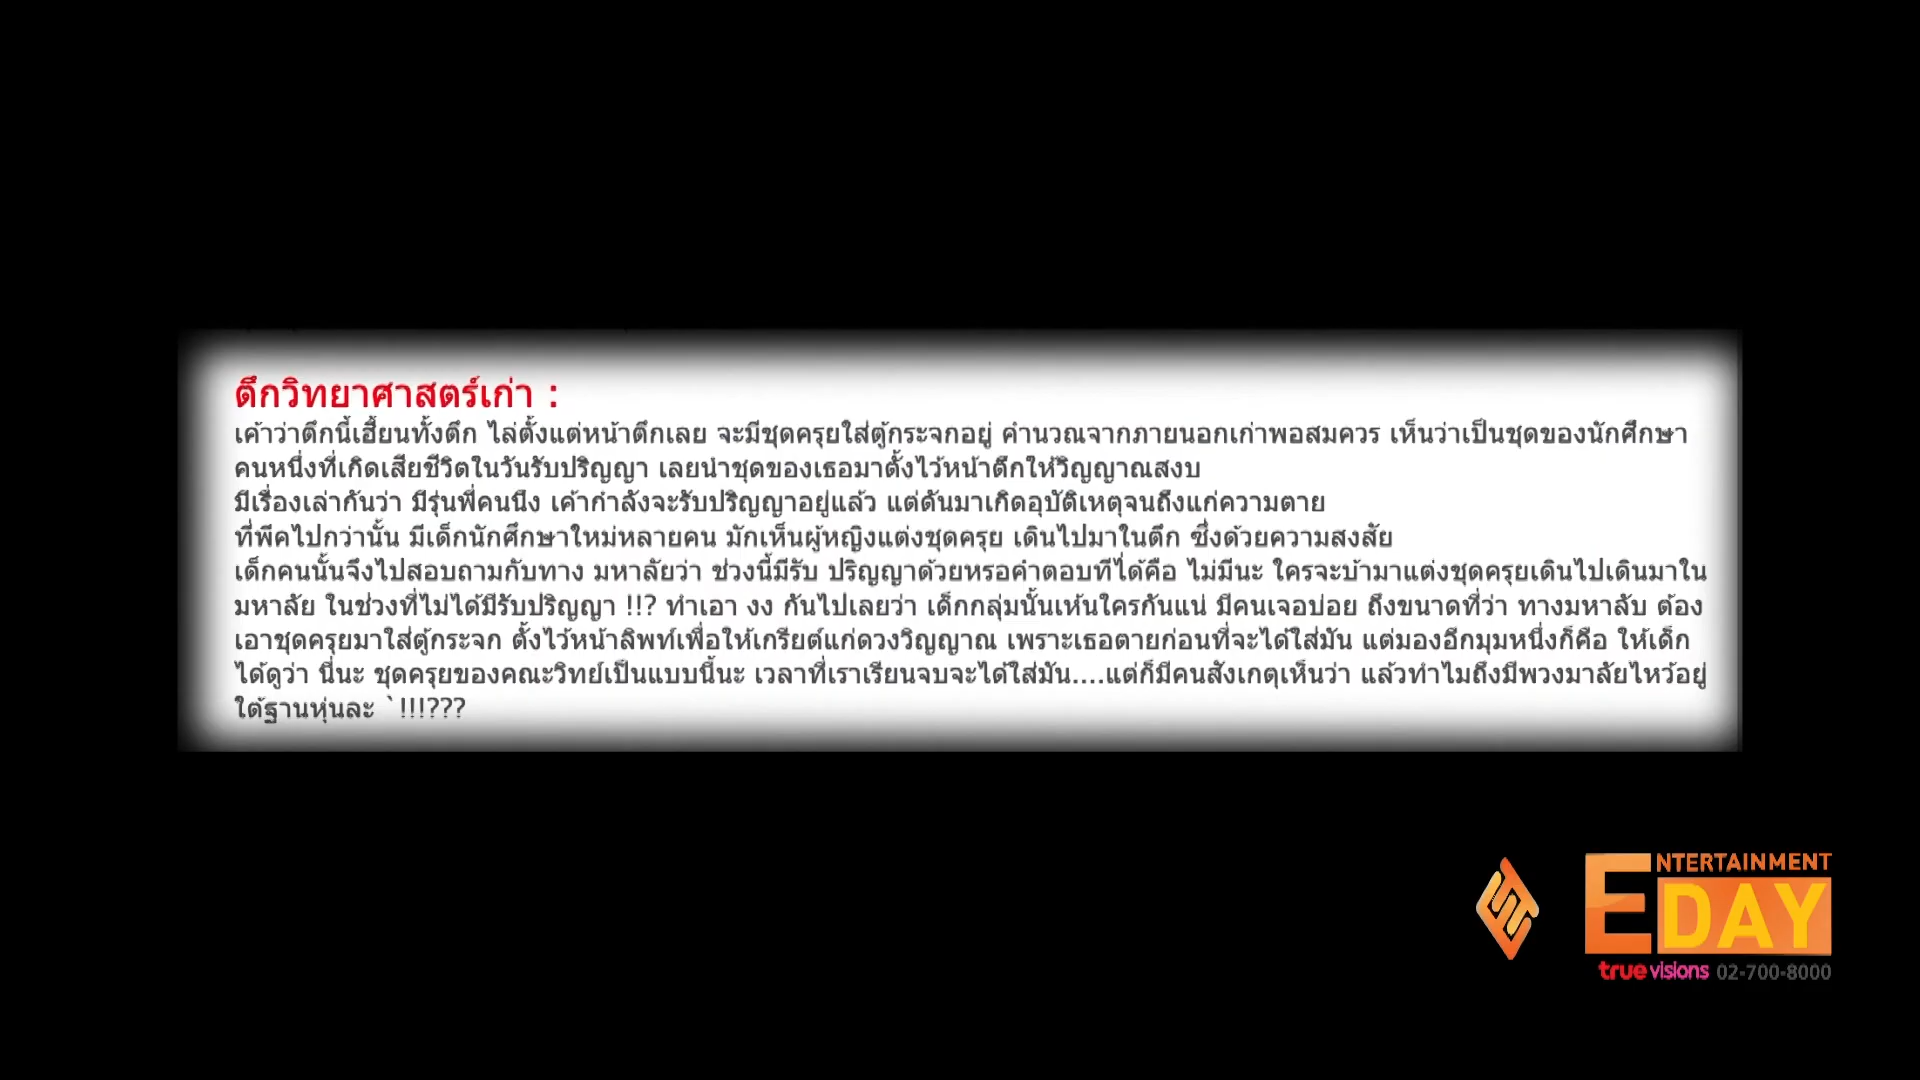 ตึกวิทยาศาสตร์เก่า :
เค้าว่าตึกนี้เฮี้ยนทั้งตึก ไล่ตั้งแต่หน้าตึกเลย จะมีชุดครุยใส่ตู้กระจกอยู่ คำนวณจากภายนอกเก่าพอสมควร เห็นว่าเป็นชุดของนักศึกษา
คนหนึ่งที่เกิดเสียชีวิตในวันรับปริญญา เลยนำชุดของเธอมาตั้งไว้หน้าตึกให้วิญญาณสงบ
มีเรื่องเล่ากันว่า มีรุ่นพี่คนนึง เค้ากำลังจะรับปริญญาอยู่แล้ว แต่ดันมาเกิดอุบัติเหตุจนถึงแก่ความตาย
ที่พีคไปกว่านั้น มีเด็กนักศึกษาใหม่หลายคน มักเห็นผู้หญิงแต่งชุดครุย เดินไปมาในตึก ซึ่งด้วยความสงสัย
เด็กคนนั้นจึงไปสอบถามกับทาง มหาลัยว่า ช่วงนี้มีรับ ปริญญาด้วยหรอคำตอบที่ได้คือ ไม่มีนะ ใครจะบ้ามาแต่งชุดครุยเดินไปเดินมาใน
มหาลัย ในช่วงที่ไม่ได้มีรับปริญญา !!? ทำเอา งง กันไปเลยว่า เด็กกลุ่มนั้นเห้นใครกันแน่ มีคนเจอบ่อย ถึงขนาดที่ว่า ทางมหาลับ ต้อง
เอาชุดครุยมาใส่ตู้กระจก ตั้งไว้หน้าลิพท์เพื่อให้เกรียต์แก่ดวงวิญญาณ เพราะเธอตายก่อนที่จะได้ใส่มัน แต่มองอีกมุมหนึ่งก็คือ ให้เด็ก
ได้ดูว่า นี่นะ ชุดครุยของคณะวิทย์เป็นแบบนี้นะ เวลาที่เราเรียนจบจะได้ใส่มัน....แต่ก็มีคนสังเกตุเห็นว่า แล้วทำไมถึงมีพวงมาลัยไหว้อยู่
ใต้ฐานหุ่นละ `!!!???
ENTERTAINMENT
DAY
truevisions 02-700-8000